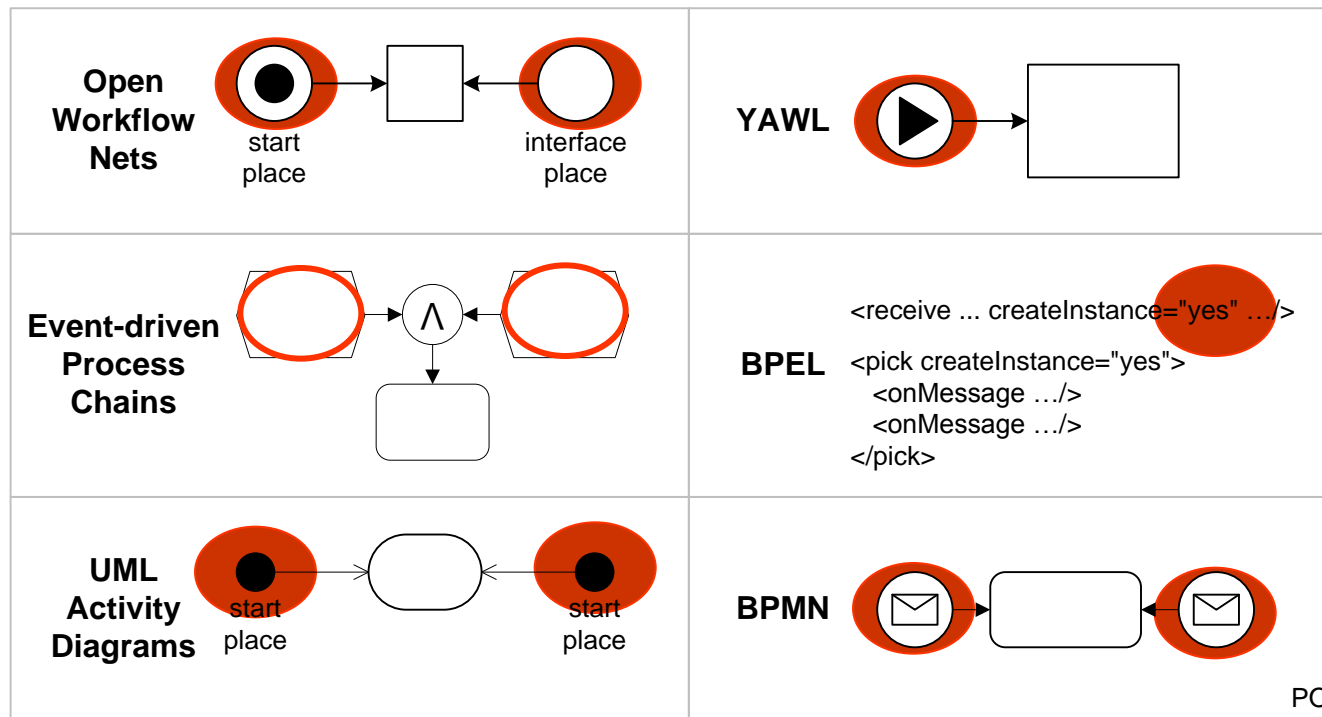 Open
Workflow
Nets
start
place
interface
place
YAWL
Event-driven
Process
Chains
Λ
BPEL
<receive ... createInstance="yes" …/>
<pick createInstance="yes">
<onMessage …/>
<onMessage …/>
</pick>
UML
Activity
Diagrams
start
place
start
place
BPMN
PC